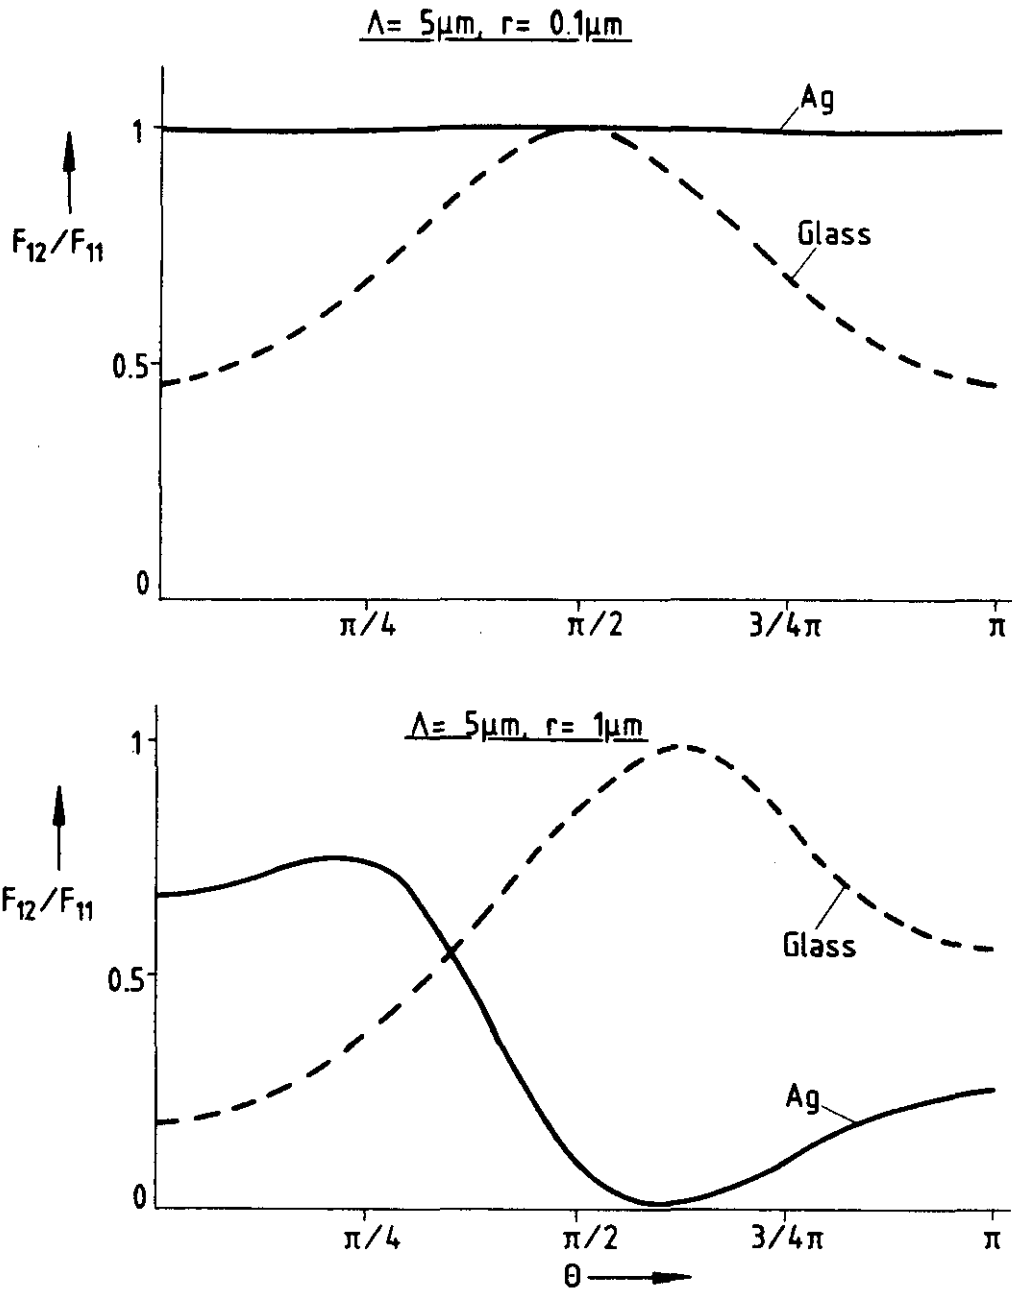 Λ= 5µm, r= 0.1µm
Ag
1
F₁₂/F₁₁
Glass
0.5
0
π/4
π/2
3/4π
π
Λ= 5µm, r= 1µm
1
F₁₂/F₁₁
Glass
0.5
Ag
0
π/4
π/2
3/4π
π
Θ